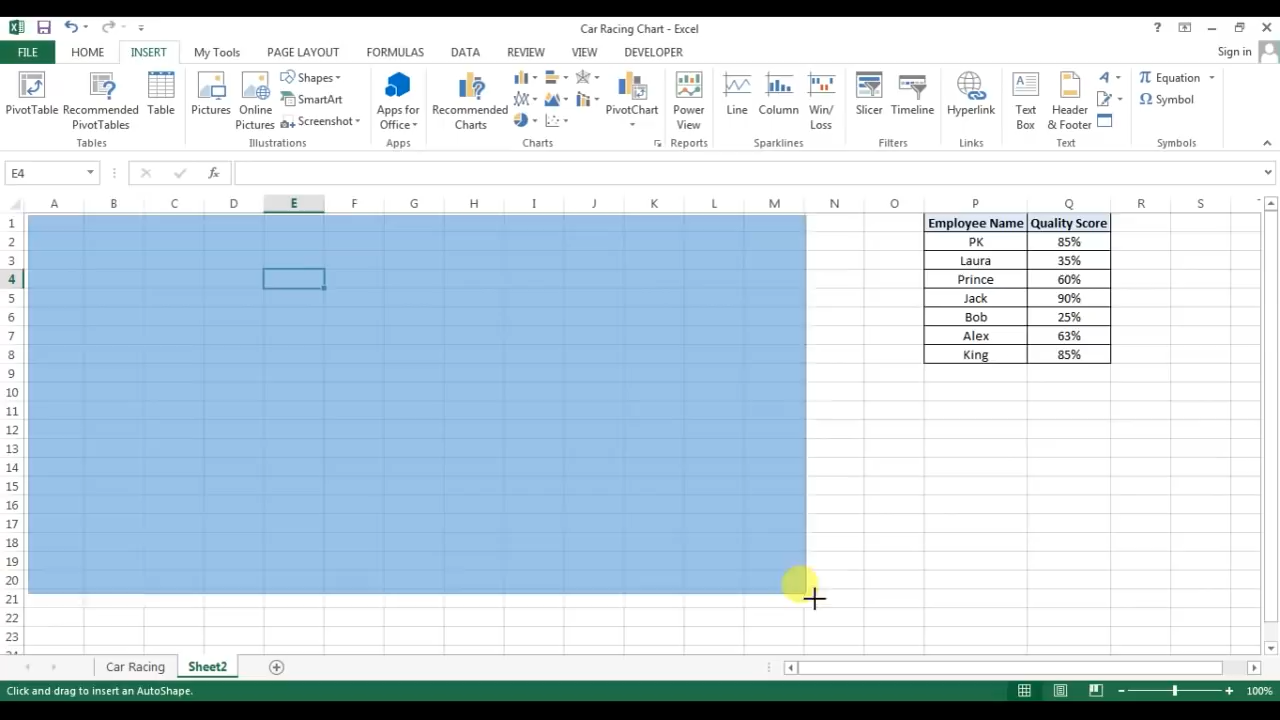 Car Racing Chart - Excel
?
FILE HOME INSERT My Tools PAGE LAYOUT FORMULAS DATA REVIEW VIEW DEVELOPER Sign in
PivotTable Recommended PivotTables Table
Tables
Pictures Online Pictures Shapes SmartArt Screenshot
Illustrations
Apps for Office
Apps
Recommended Charts PivotChart
Charts
Power View
Reports
Line Column Win/Loss
Sparklines
Slicer Timeline
Filters
Hyperlink
Links
Text Box Header & Footer
Text
π Equation
Ω Symbol
Symbols
E4 fx
A B C D E F G H I J K L M N O P Q R S
1 Employee Name Quality Score
2 PK 85%
3 Laura 35%
4 Prince 60%
5 Jack 90%
6 Bob 25%
7 Alex 63%
8 King 85%
9
10
11
12
13
14
15
16
17
18
19
20
21
22
23
Car Racing Sheet2
Click and drag to insert an AutoShape. 100%